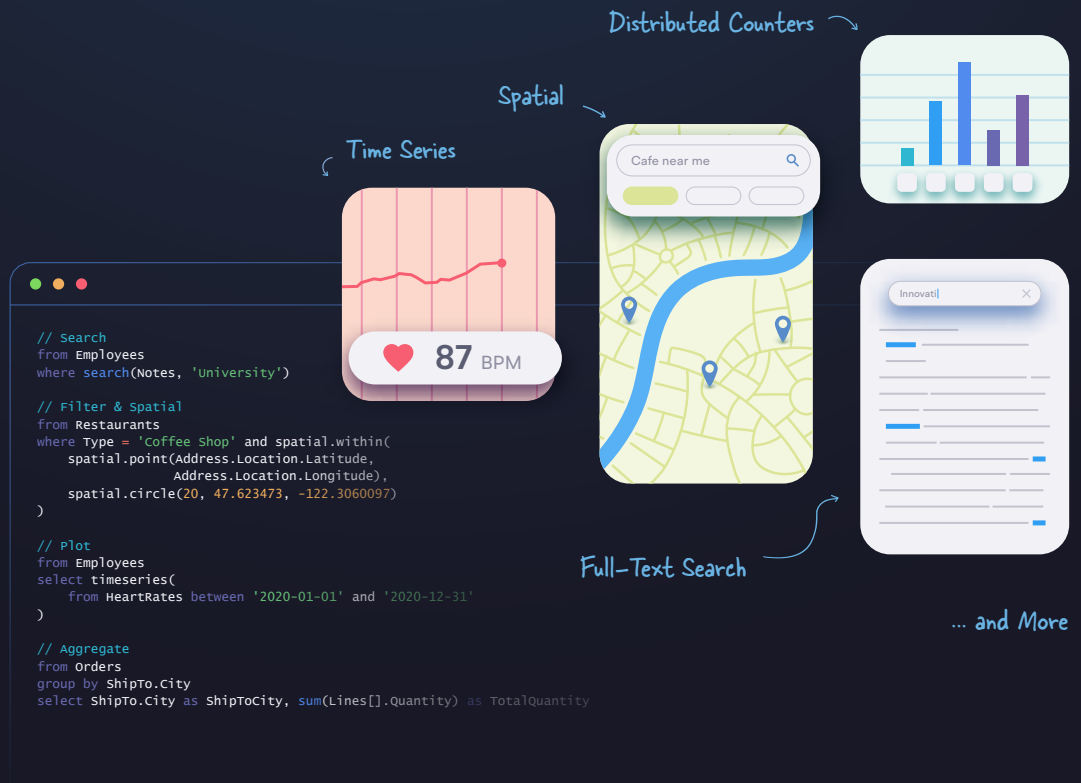 Distributed Counters
Spatial
Time Series
Cafe near me
Innovati
87 BPM
// Search
from Employees
where search(Notes, 'University')
// Filter & Spatial
from Restaurants
where Type = 'Coffee Shop' and spatial.within(
    spatial.point(Address.Location.Latitude,
                  Address.Location.Longitude),
    spatial.circle(20, 47.623473, -122.3060097)
)
// Plot
from Employees
select timeseries(
    from HeartRates between '2020-01-01' and '2020-12-31'
)
// Aggregate
from Orders
group by ShipTo.City
select ShipTo.City as ShipToCity, sum(Lines[].Quantity) as TotalQuantity
Full-Text Search
... and More